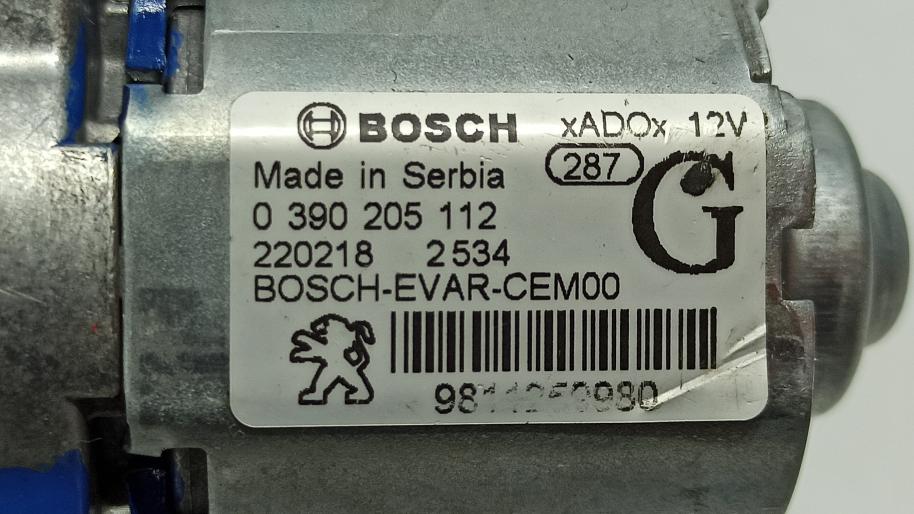 BOSCH xADOx 12V
Made in Serbia 287
G
0 390 205 112
220218 2534
BOSCH-EVAR-CEM00